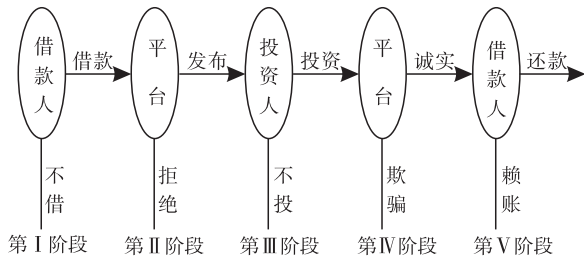 借款人 借款 平台 发布 投资人 投资 平台 诚实 借款人 还款
不借 拒绝 不投 欺骗 赖账
第Ⅰ阶段 第Ⅱ阶段 第Ⅲ阶段 第Ⅳ阶段 第Ⅴ阶段